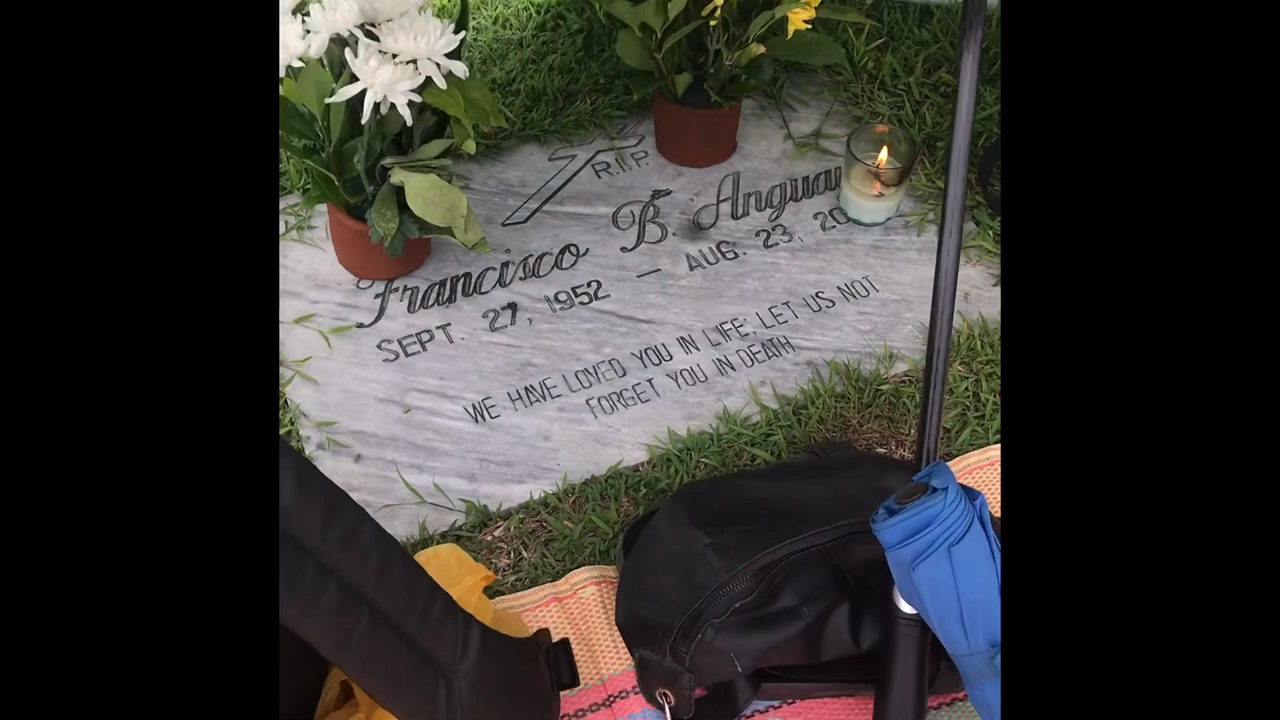 R.I.P.
Francisco B.
SEPT. 27, 1952 — AUG. 23,
WE HAVE LOVED YOU IN LIFE; LET US NOT
FORGET YOU IN DEATH